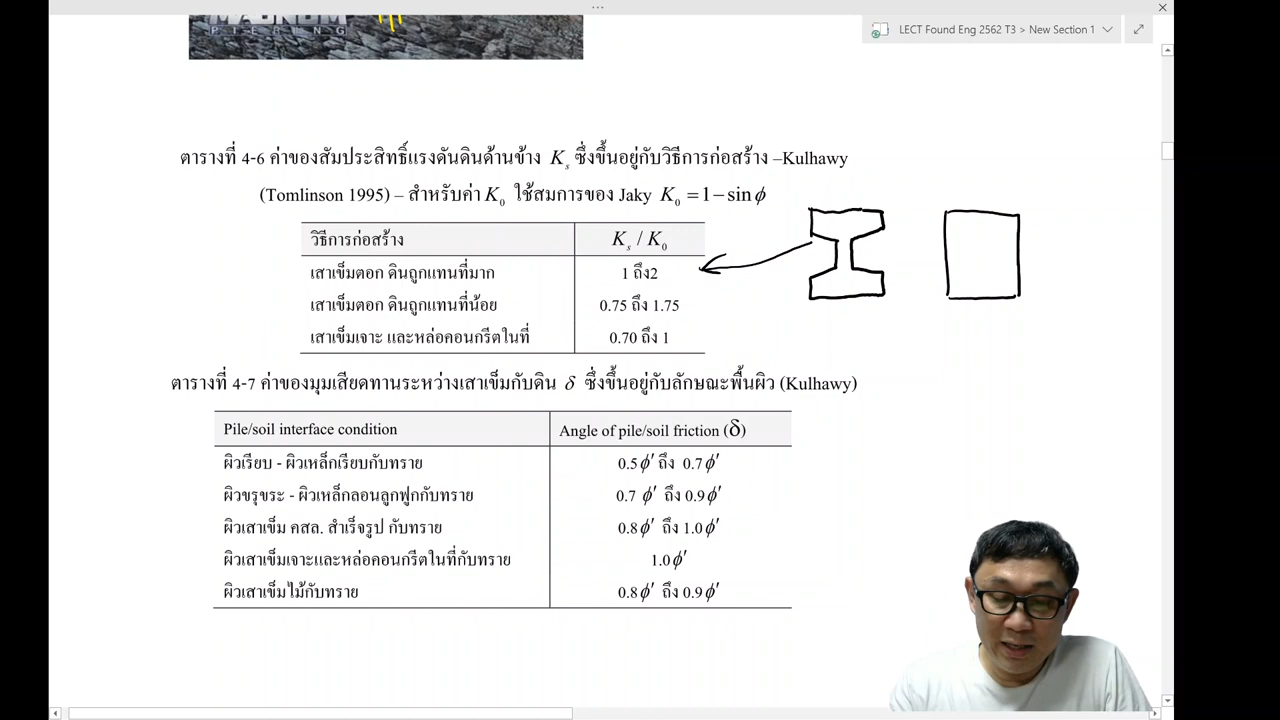 MAGNUM
PIERING
LECT Found Eng 2562 T3 > New Section 1
ตารางที่ 4-6 ค่าของสัมประสิทธิ์แรงดันดินด้านข้าง Kₛ ซึ่งขึ้นอยู่กับวิธีการก่อสร้าง –Kulhawy
(Tomlinson 1995) – สำหรับค่า K₀ ใช้สมการของ Jaky K₀ = 1 − sin ϕ
วิธีการก่อสร้าง Kₛ / K₀
เสาเข็มตอก ดินถูกแทนที่มาก 1 ถึง2
เสาเข็มตอก ดินถูกแทนที่น้อย 0.75 ถึง 1.75
เสาเข็มเจาะ และหล่อคอนกรีตในที่ 0.70 ถึง 1
ตารางที่ 4-7 ค่าของมุมเสียดทานระหว่างเสาเข็มกับดิน δ ซึ่งขึ้นอยู่กับลักษณะพื้นผิว (Kulhawy)
Pile/soil interface condition Angle of pile/soil friction (δ)
ผิวเรียบ - ผิวเหล็กเรียบกับทราย 0.5ϕ′ ถึง 0.7ϕ′
ผิวขรุขระ - ผิวเหล็กลอนลูกฟูกกับทราย 0.7 ϕ′ ถึง 0.9ϕ′
ผิวเสาเข็ม คสล. สำเร็จรูป กับทราย 0.8ϕ′ ถึง 1.0ϕ′
ผิวเสาเข็มเจาะและหล่อคอนกรีตในที่กับทราย 1.0ϕ′
ผิวเสาเข็มไม้กับทราย 0.8ϕ′ ถึง 0.9ϕ′